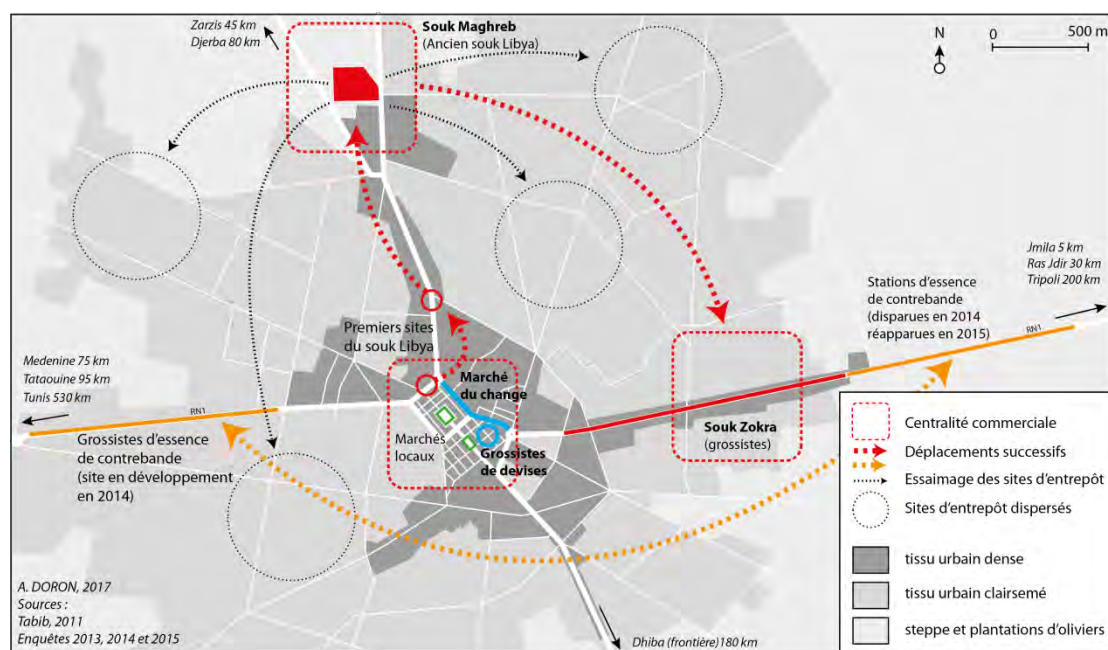 Zarzis 45 km
Djerba 80 km
Souk Maghreb
(Ancien souk Libya)
N
0 500 m
Jmila 5 km
Ras Jdir 30 km
Tripoli 200 km
Stations d'essence
de contrebande
(disparues en 2014
réapparues en 2015)
RN1
Premiers sites
du souk Libya
Medenine 75 km
Tataouine 95 km
Tunis 530 km
Marché
du change
RN1
Grossistes d'essence
de contrebande
(site en développement
en 2014)
Marchés
locaux
Grossistes
de devises
Souk Zokra
(grossistes)
Centralité commerciale
Déplacements successifs
Essaimage des sites d'entrepôt
Sites d'entrepôt dispersés
tissu urbain dense
tissu urbain clairsemé
steppe et plantations d'oliviers
A. DORON, 2017
Sources :
Tabib, 2011
Enquêtes 2013, 2014 et 2015
Dhiba (frontière)180 km